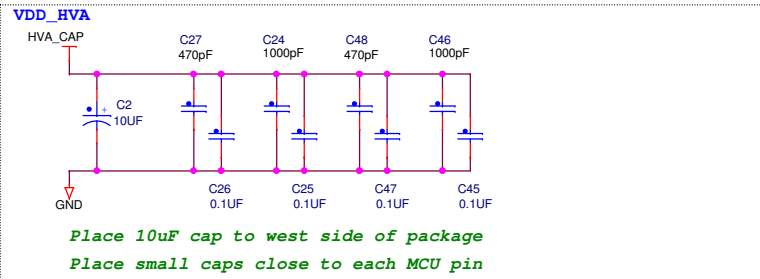 VDD_HVA
HVA_CAP
C27 C24 C48 C46
470pF 1000pF 470pF 1000pF
+ C2
10UF
C26 C25 C47 C45
GND 0.1UF 0.1UF 0.1UF 0.1UF
Place 10uF cap to west side of package
Place small caps close to each MCU pin